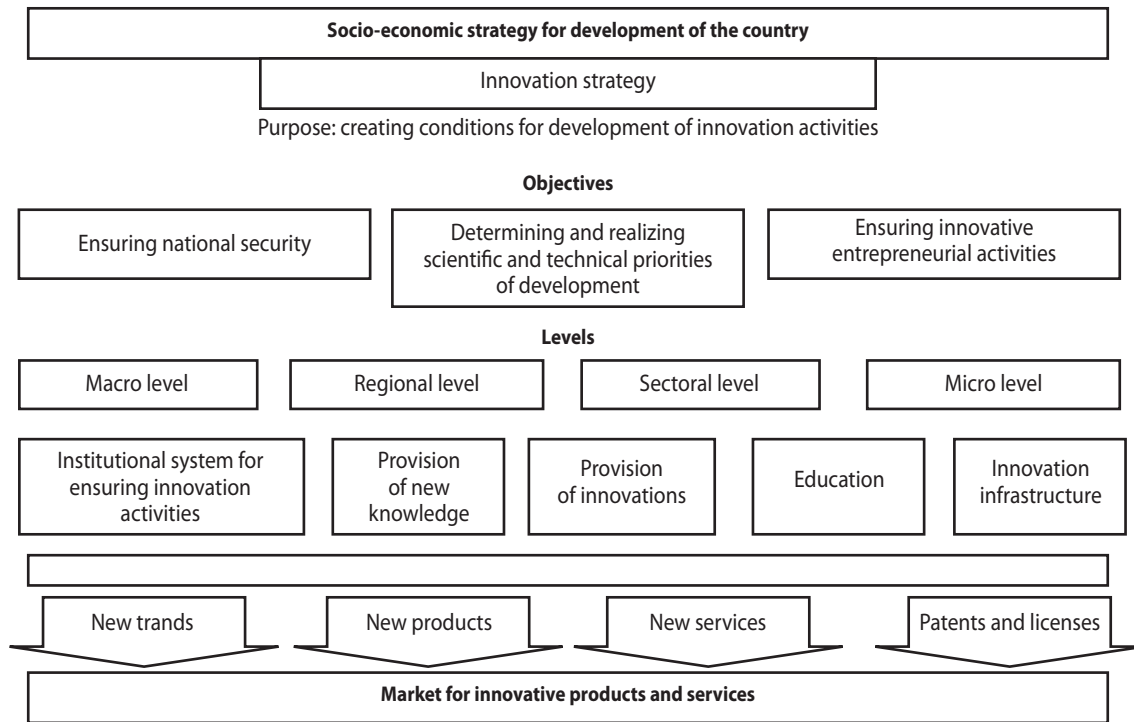 Socio-economic strategy for development of the country
Innovation strategy
Purpose: creating conditions for development of innovation activities
Objectives
Ensuring national security
Determining and realizing
scientific and technical priorities
of development
Ensuring innovative
entrepreneurial activities
Levels
Macro level
Regional level
Sectoral level
Micro level
Institutional system for
ensuring innovation
activities
Provision
of new
knowledge
Provision
of innovations
Education
Innovation
infrastructure
New trands
New products
New services
Patents and licenses
Market for innovative products and services